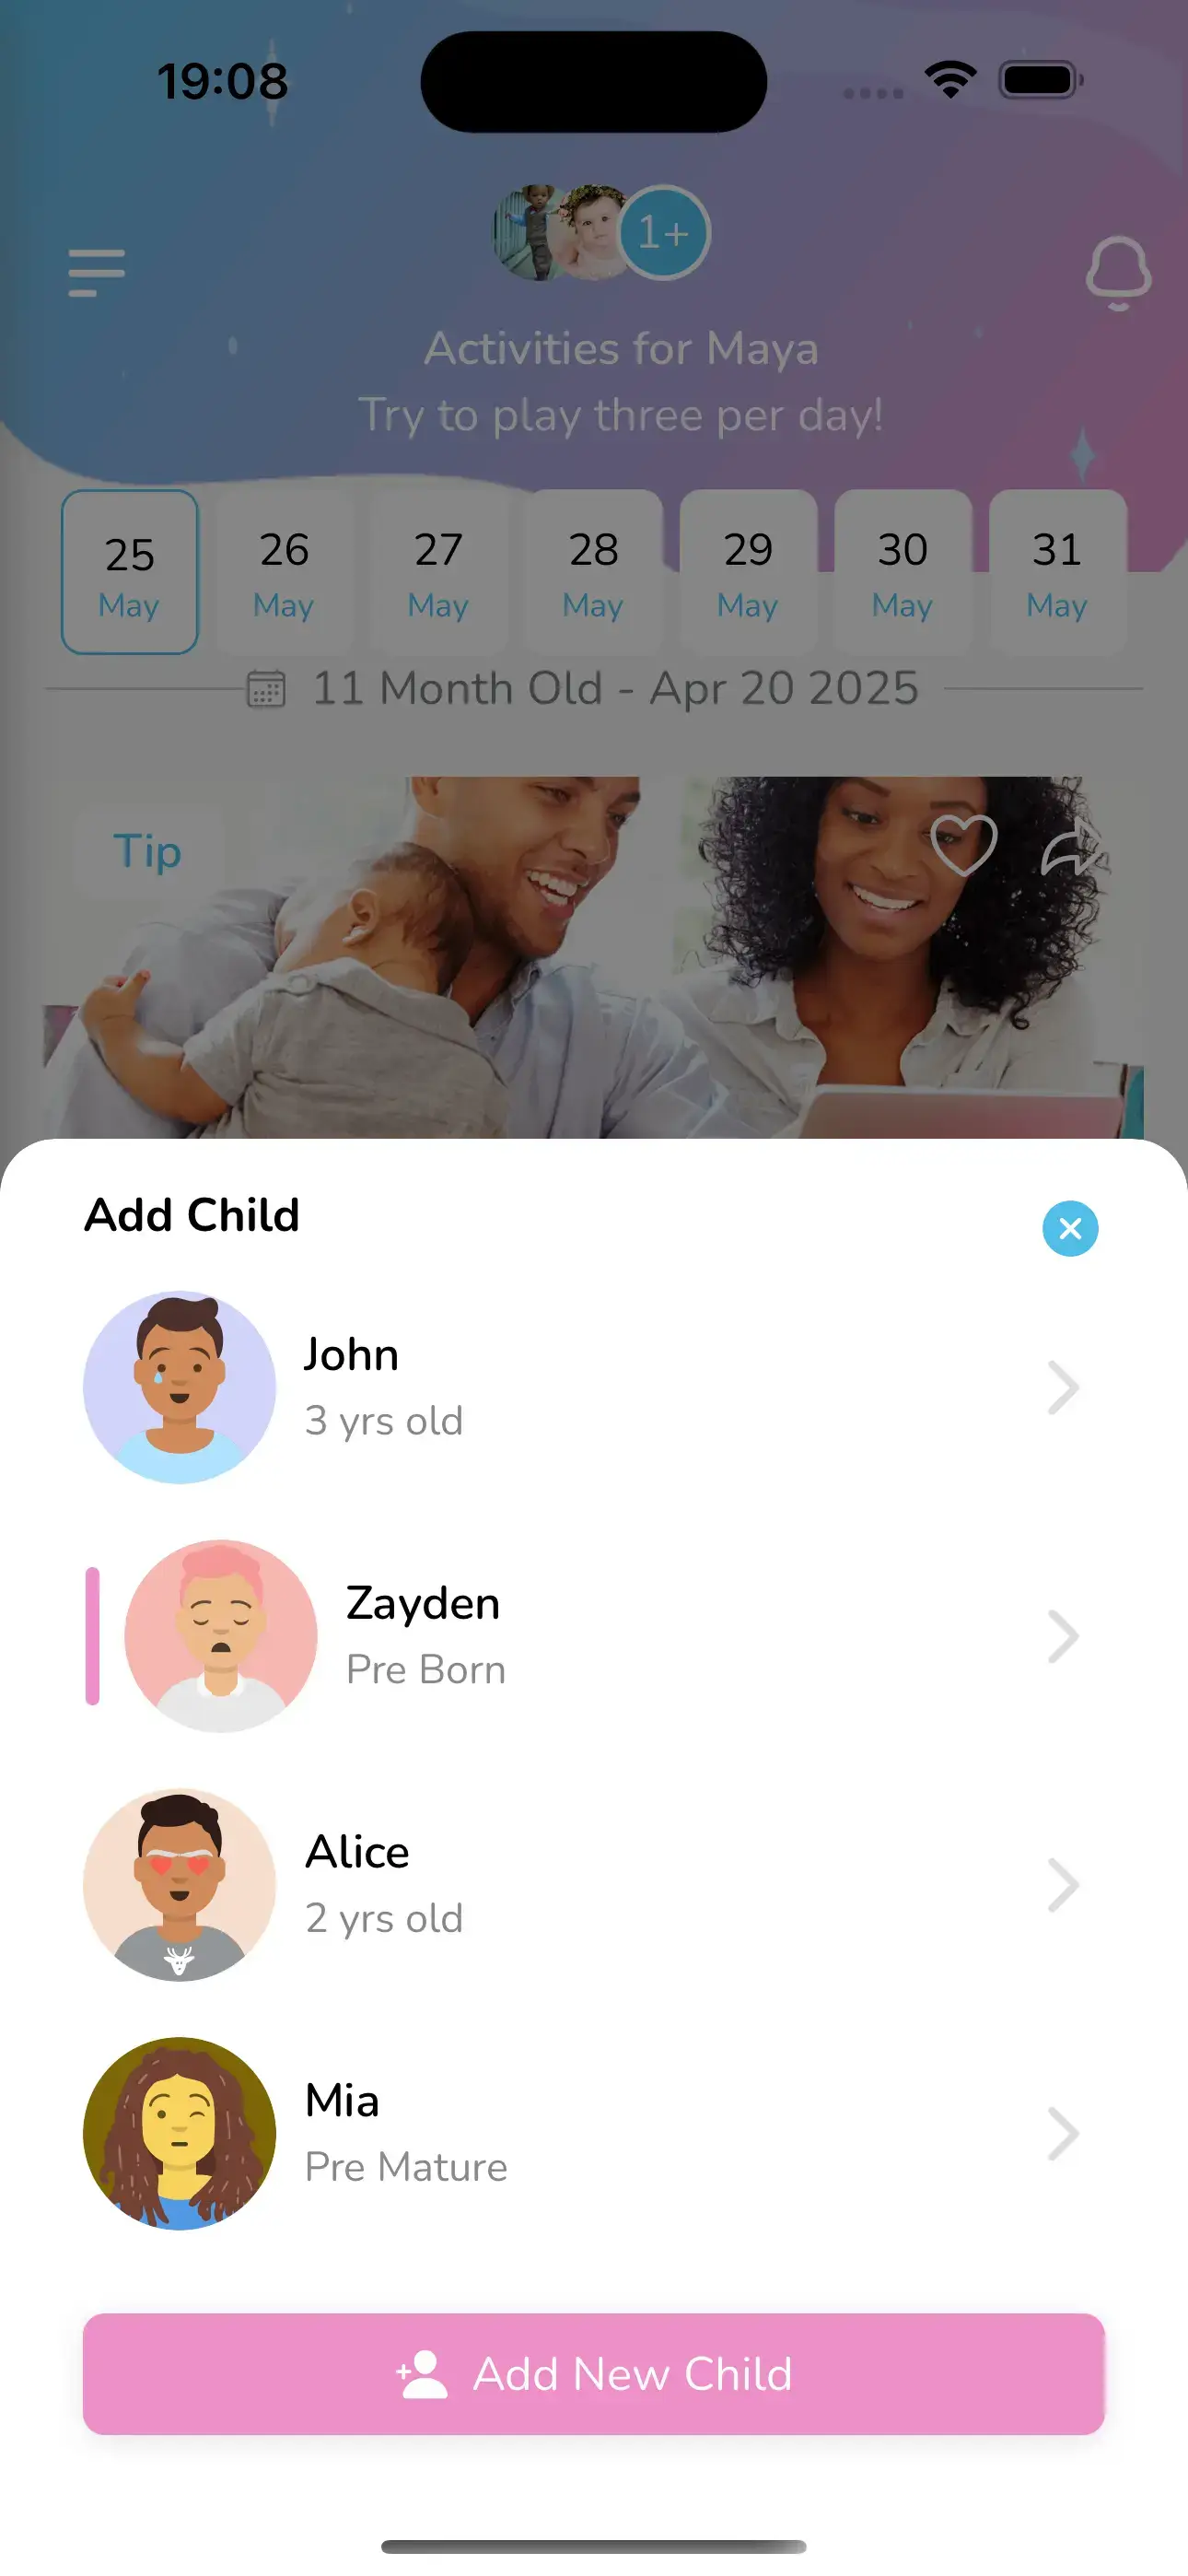 19:08
1+
Activities for Maya
Try to play three per day!
25 26 27 28 29 30 31
May May May May May May May
11 Month Old - Apr 20 2025
Tip
Add Child
John
3 yrs old
Zayden
Pre Born
Alice
2 yrs old
Mia
Pre Mature
Add New Child